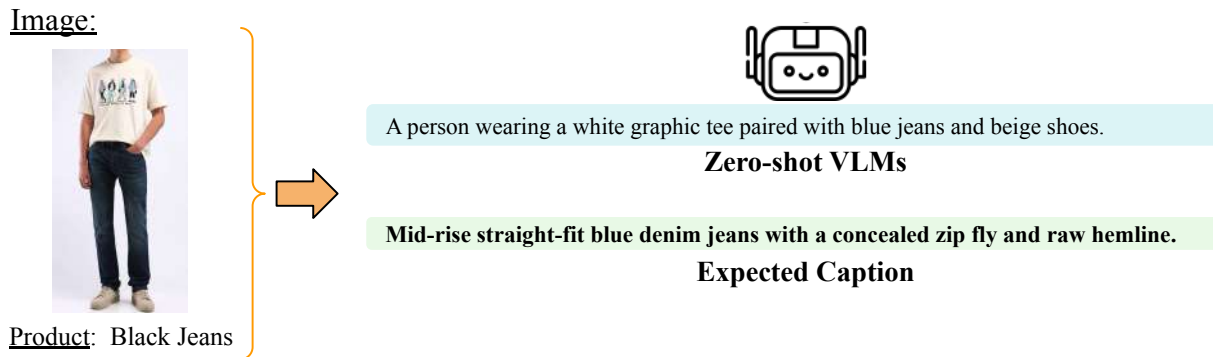 Image:
A person wearing a white graphic tee paired with blue jeans and beige shoes.
Zero-shot VLMs
Mid-rise straight-fit blue denim jeans with a concealed zip fly and raw hemline.
Expected Caption
Product: Black Jeans